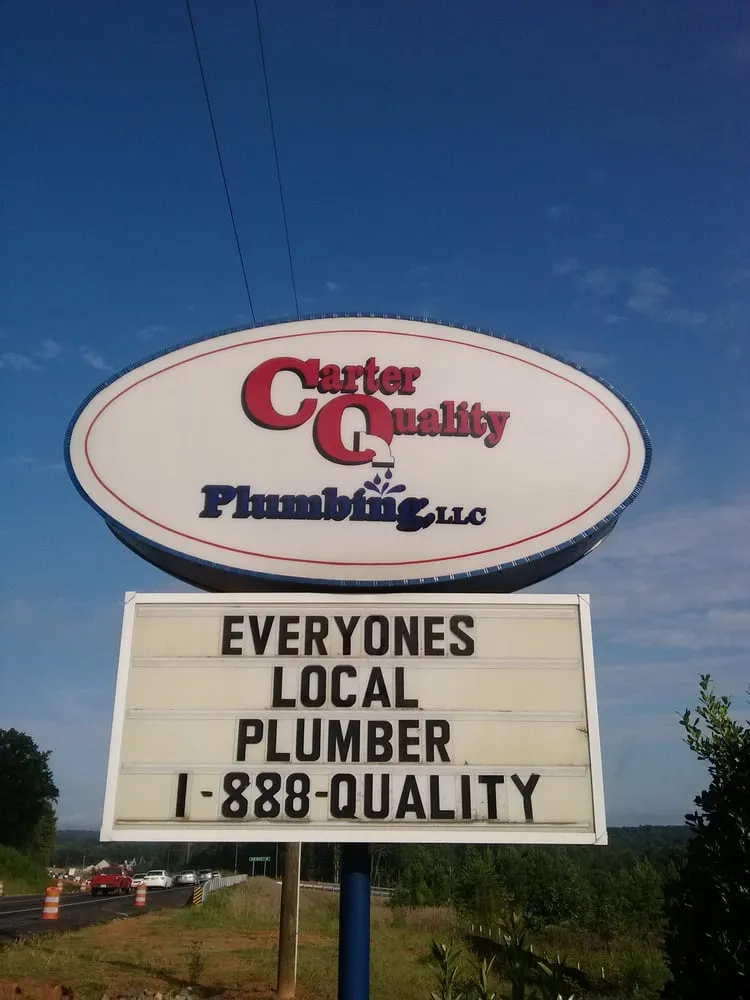 Carter
Quality
Plumbing, LLC
EVERYONES
LOCAL
PLUMBER
1-888-QUALITY